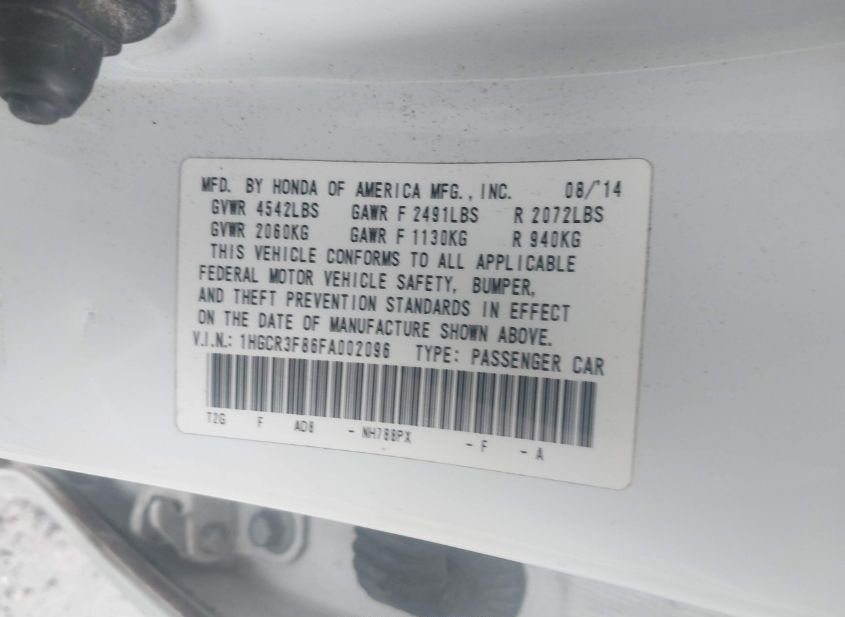 MFD. BY HONDA OF AMERICA MFG., INC. 08/'14
GVWR 4542LBS GAWR F 2491LBS R 2072LBS
GVWR 2060KG GAWR F 1130KG R 940KG
THIS VEHICLE CONFORMS TO ALL APPLICABLE
FEDERAL MOTOR VEHICLE SAFETY, BUMPER,
AND THEFT PREVENTION STANDARDS IN EFFECT
ON THE DATE OF MANUFACTURE SHOWN ABOVE.
V.I.N.: 1HGCR3F86FA002096 TYPE: PASSENGER CAR
T2G F AD8 - NH788PX - F - A